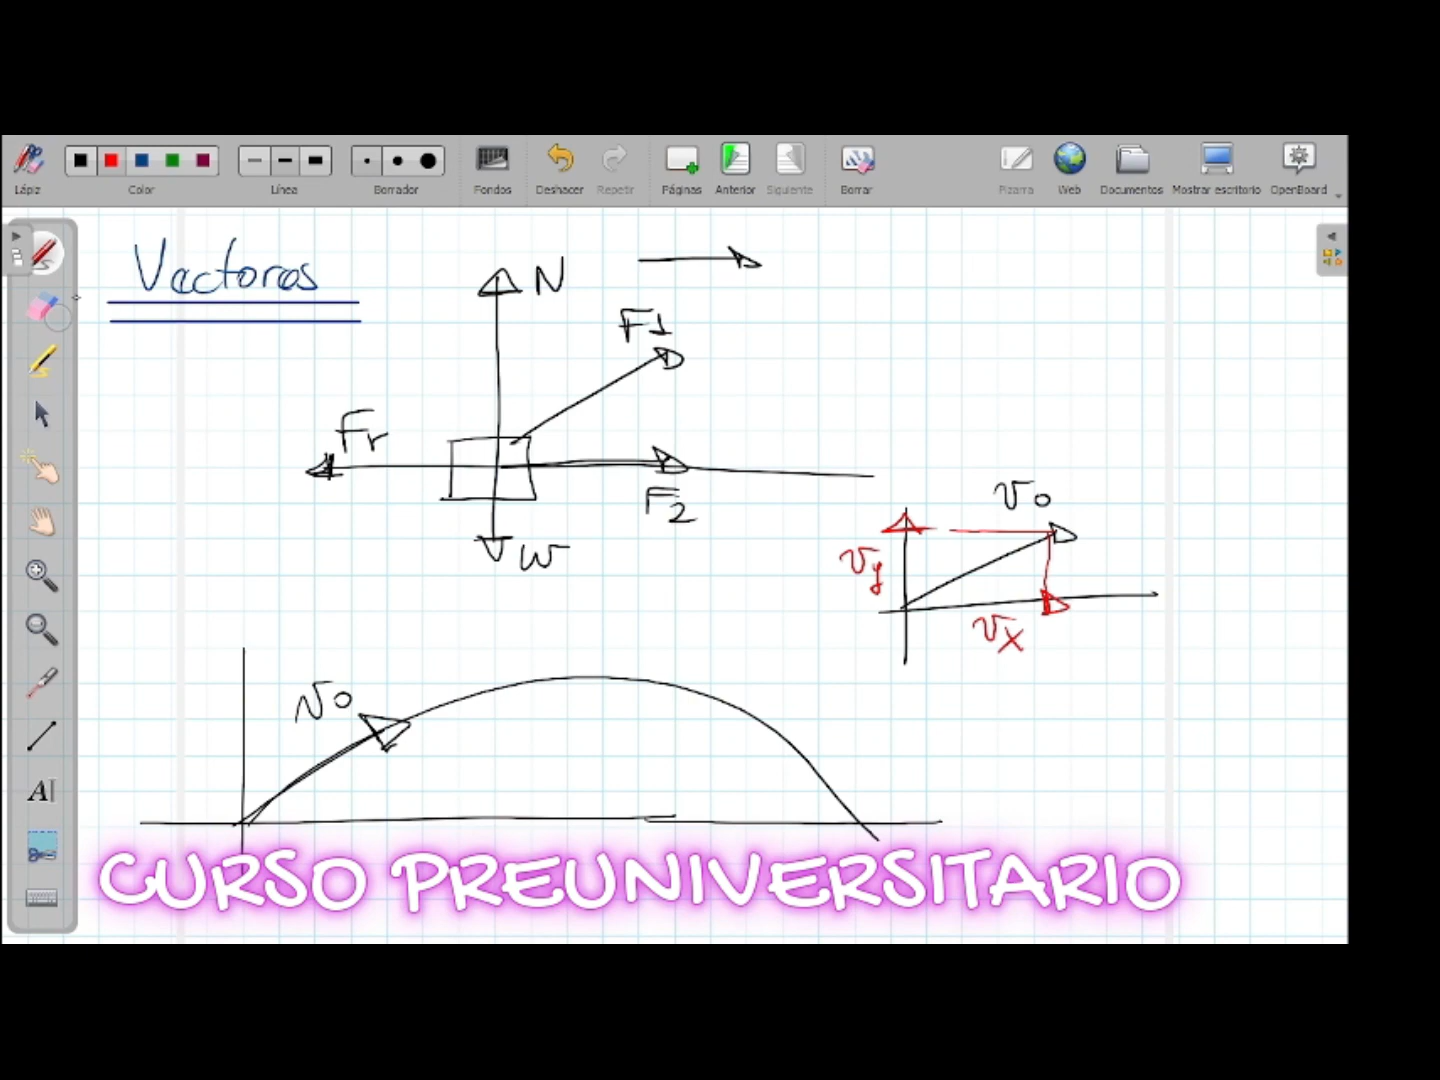 Lápiz
Color
Línea
Borrador
Fondos
Deshacer
Repetir
Páginas
Anterior
Siguiente
Borrar
Pizarra
Web
Documentos
Mostrar escritorio
OpenBoard
Vectores
N
F1
Fr
F2
W
vo
vy
vx
vo
A
CURSO PREUNIVERSITARIO